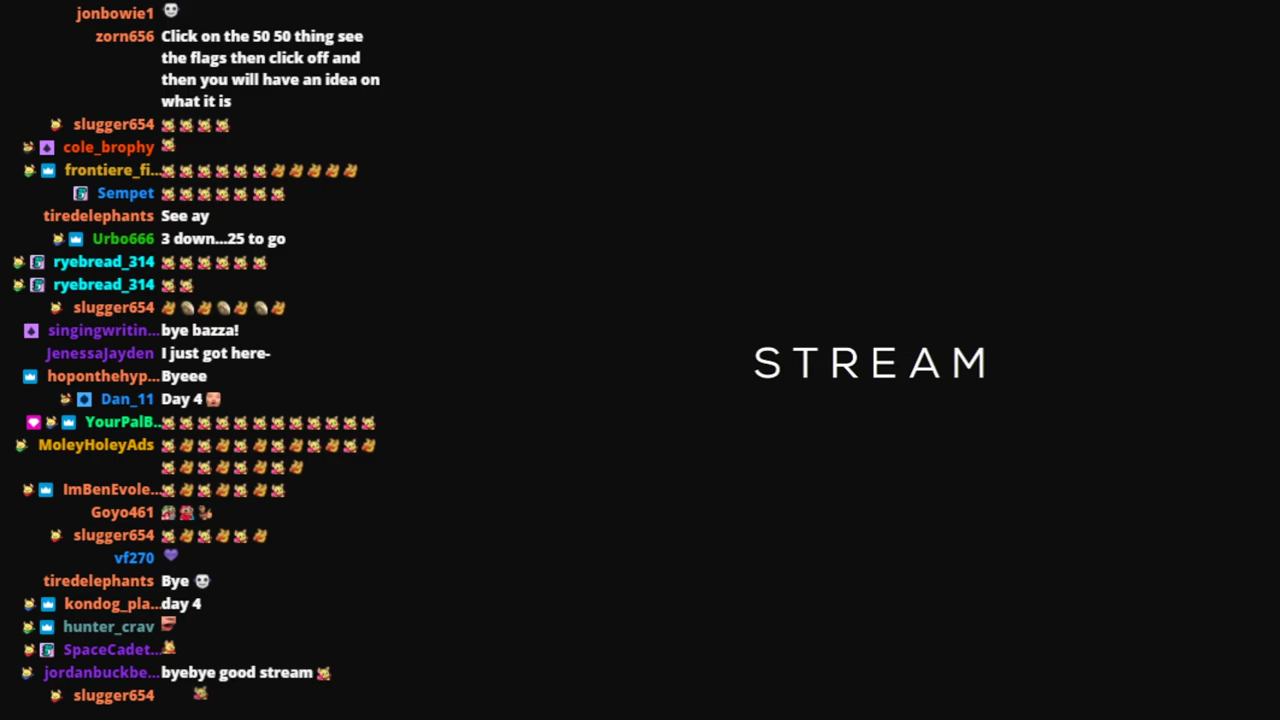 jonbowie1
zorn656 Click on the 50 50 thing see
the flags then click off and
then you will have an idea on
what it is
slugger654
cole_brophy
frontiere_fi...
Sempet
tiredelephants See ay
Urbo666 3 down...25 to go
ryebread_314
ryebread_314
slugger654
singingwritin... bye bazza!
JenessaJayden I just got here-
hoponthehyp... Byeee
Dan_11 Day 4
YourPalB...
MoleyHoleyAds
ImBenEvole...
Goyo461
slugger654
vf270
tiredelephants Bye
kondog_pla... day 4
hunter_crav
SpaceCadet...
jordanbuckbe... byebye good stream
slugger654
STREAM